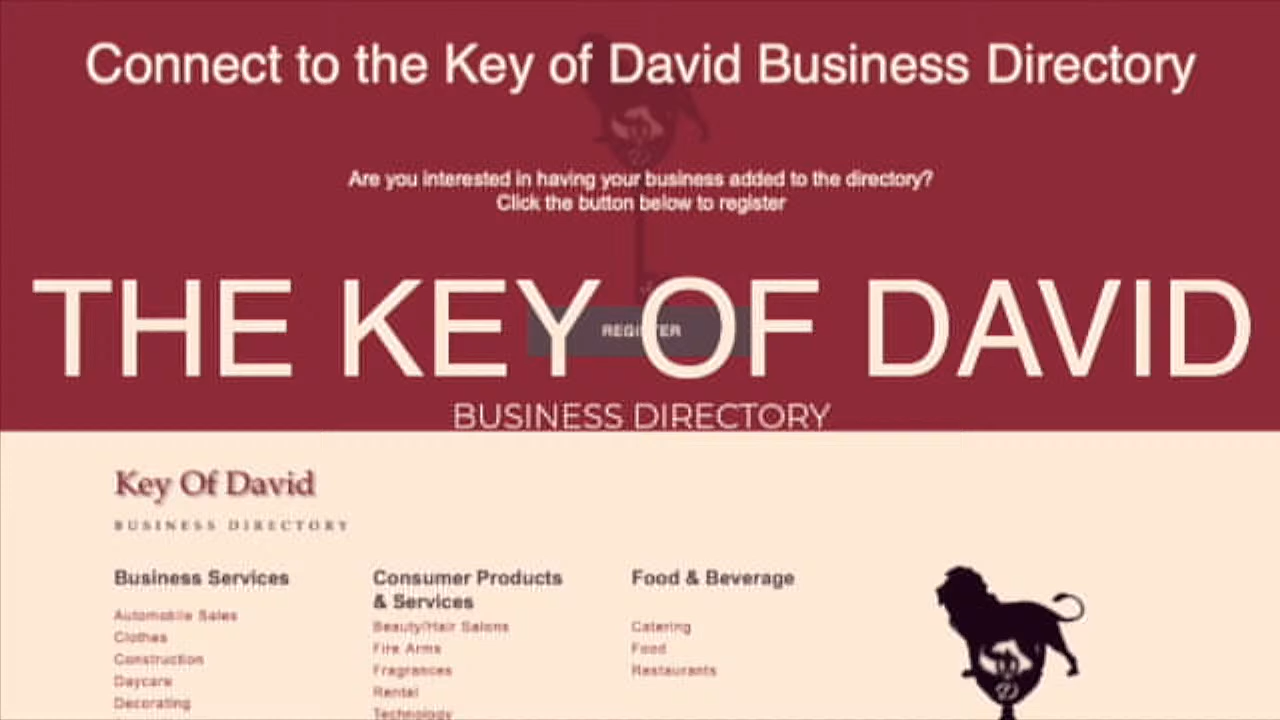 Connect to the Key of David Business Directory
Are you interested in having your business added to the directory?
Click the button below to register
THE KEY OF DAVID
REGISTER
BUSINESS DIRECTORY
Key Of David
BUSINESS DIRECTORY
Business Services
Automobile Sales
Clothes
Construction
Daycare
Decorating
Consumer Products
& Services
Beauty/Hair Salons
Fire Arms
Fragrances
Rental
Technology
Food & Beverage
Catering
Food
Restaurants